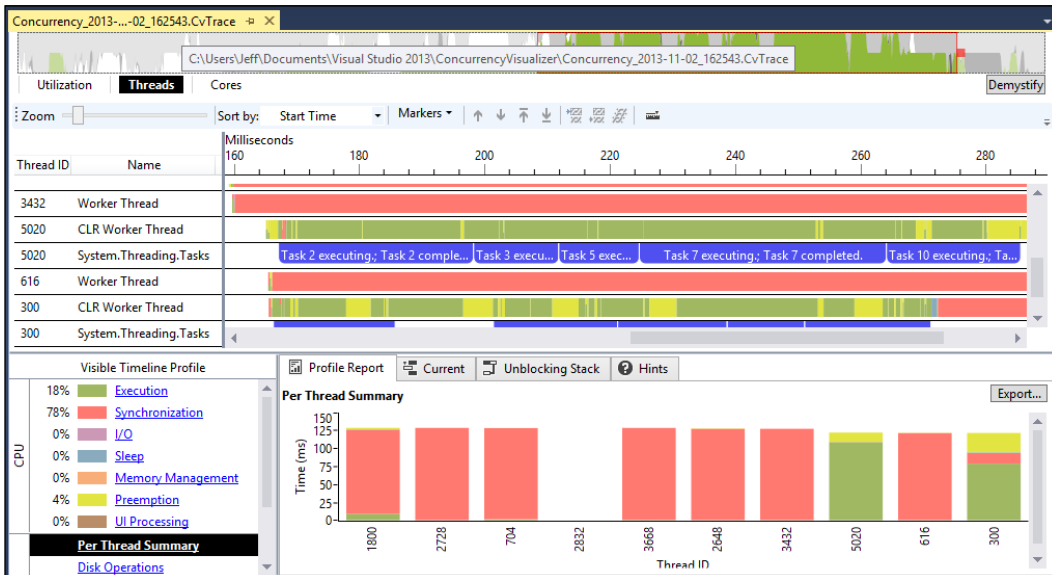 Concurrency_2013-...-02_162543.CvTrace
C:\Users\Jeff\Documents\Visual Studio 2013\ConcurrencyVisualizer\Concurrency_2013-11-02_162543.CvTrace
Utilization Threads Cores Demystify
Zoom Sort by: Start Time Markers
Milliseconds
Thread ID Name 160 180 200 220 240 260 280
3432 Worker Thread
5020 CLR Worker Thread
5020 System.Threading.Tasks Task 2 executing.; Task 2 comple... Task 3 execu... Task 5 exec... Task 7 executing.; Task 7 completed. Task 10 executing.; Ta...
616 Worker Thread
300 CLR Worker Thread
300 System.Threading.Tasks
Visible Timeline Profile Profile Report Current Unblocking Stack Hints
18% Execution
78% Synchronization
0% I/O
0% Sleep
0% Memory Management
4% Preemption
0% UI Processing
CPU
Per Thread Summary
Disk Operations
Per Thread Summary Export...
Time (ms)
150
125
100
75
50
25
0
1800 2728 704 2832 3668 2648 3432 5020 616 300
Thread ID